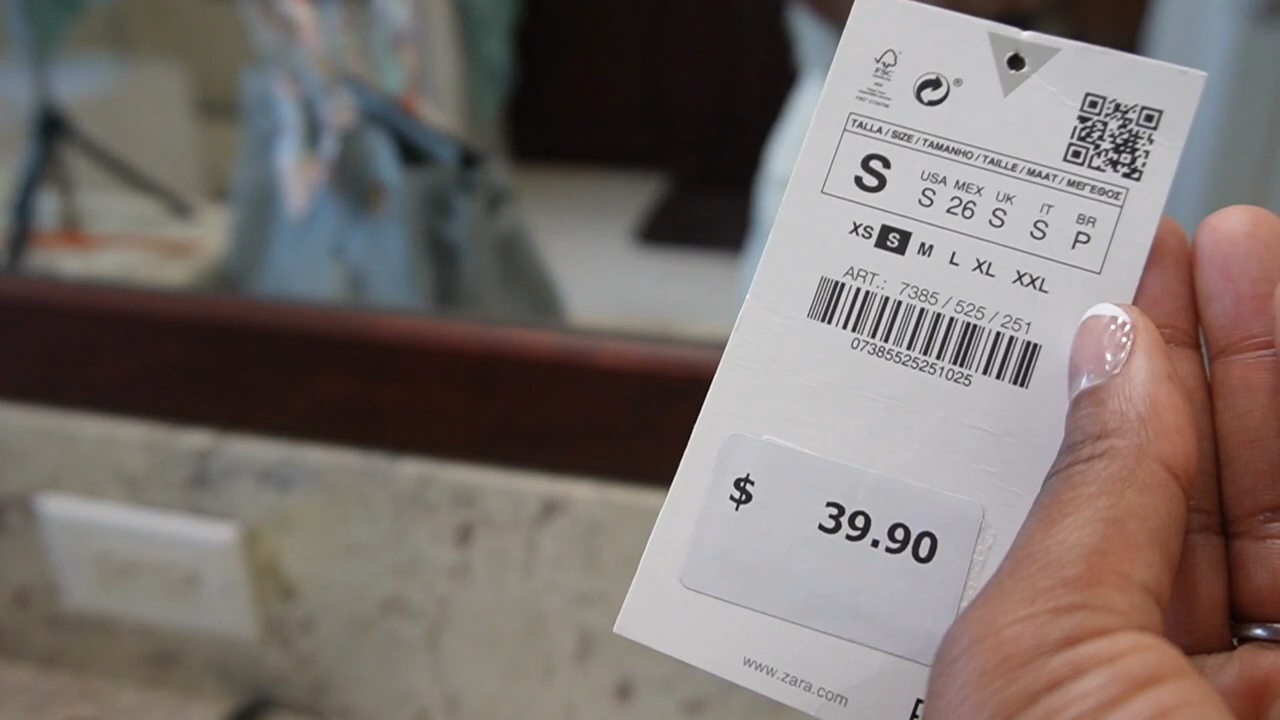 FSC
®
TALLA / SIZE / TAMANHO / TAILLE / MAAT / ΜΕΓΕΘΟΣ
S
USA MEX UK IT BR
S 26 S S P
XS S M L XL XXL
ART.: 7385 / 525 / 251
07385525251025
$ 39.90
www.zara.com